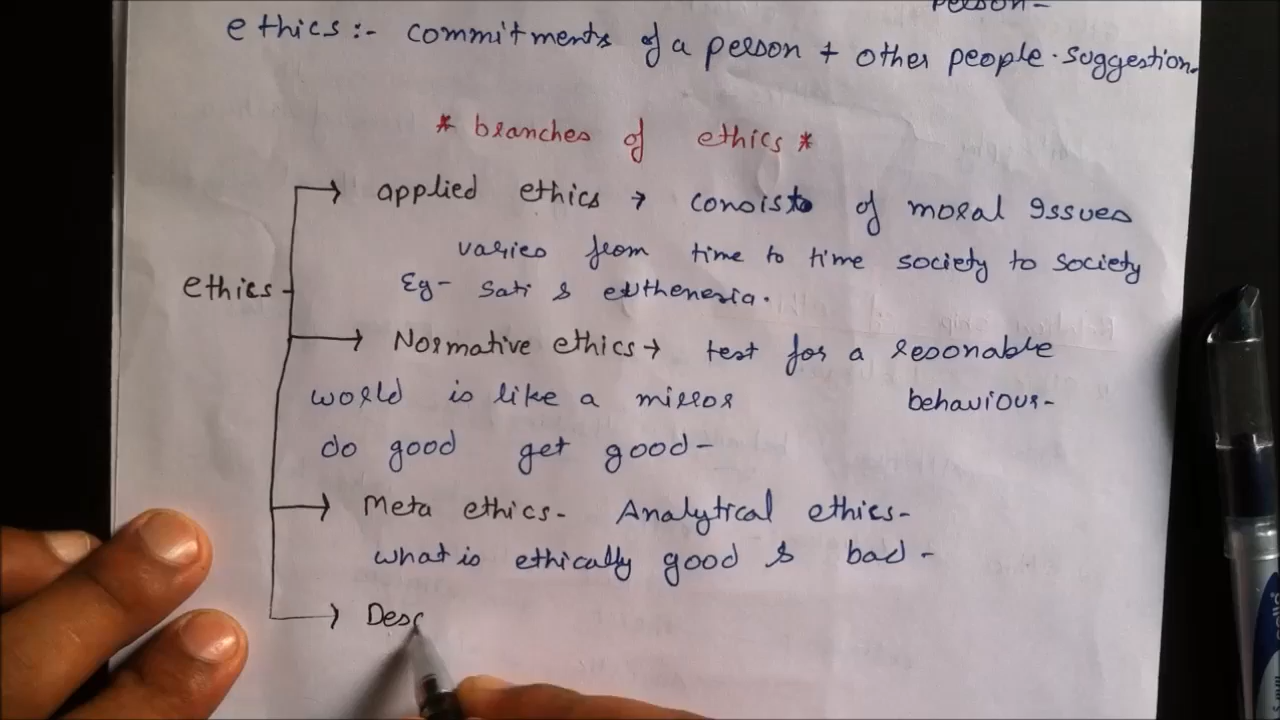 person-
ethics:- commitments of a person + other people.suggestion.
* branches of ethics *
applied ethics → consists of moral Issues
varies from time to time society to society
ethics
Eg- Sati & euthenesia.
Normative ethics → test for a resonable
world is like a mirror behaviour-
do good get good-
Meta ethics- Analytical ethics-
what is ethically good & bad-
Desc